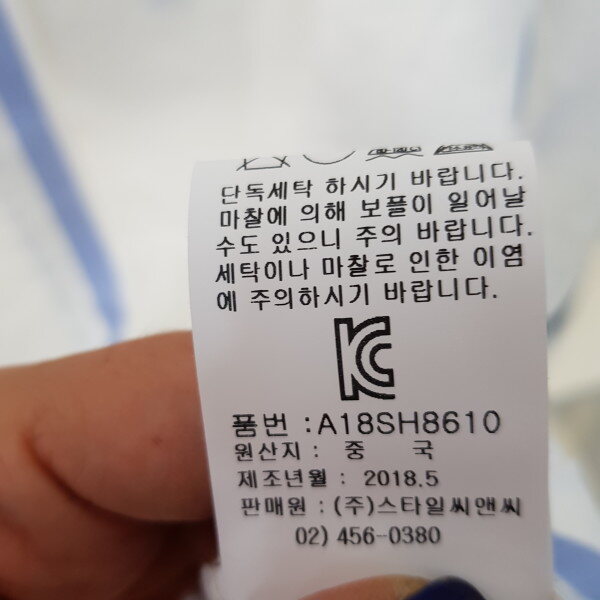 단독세탁 하시기 바랍니다.
마찰에 의해 보플이 일어날
수도 있으니 주의 바랍니다.
세탁이나 마찰로 인한 이염
에 주의하시기 바랍니다.
KC
품번 :A18SH8610
원산지 : 중 국
제조년월 : 2018.5
판매원 : (주)스타일씨앤씨
02) 456-0380